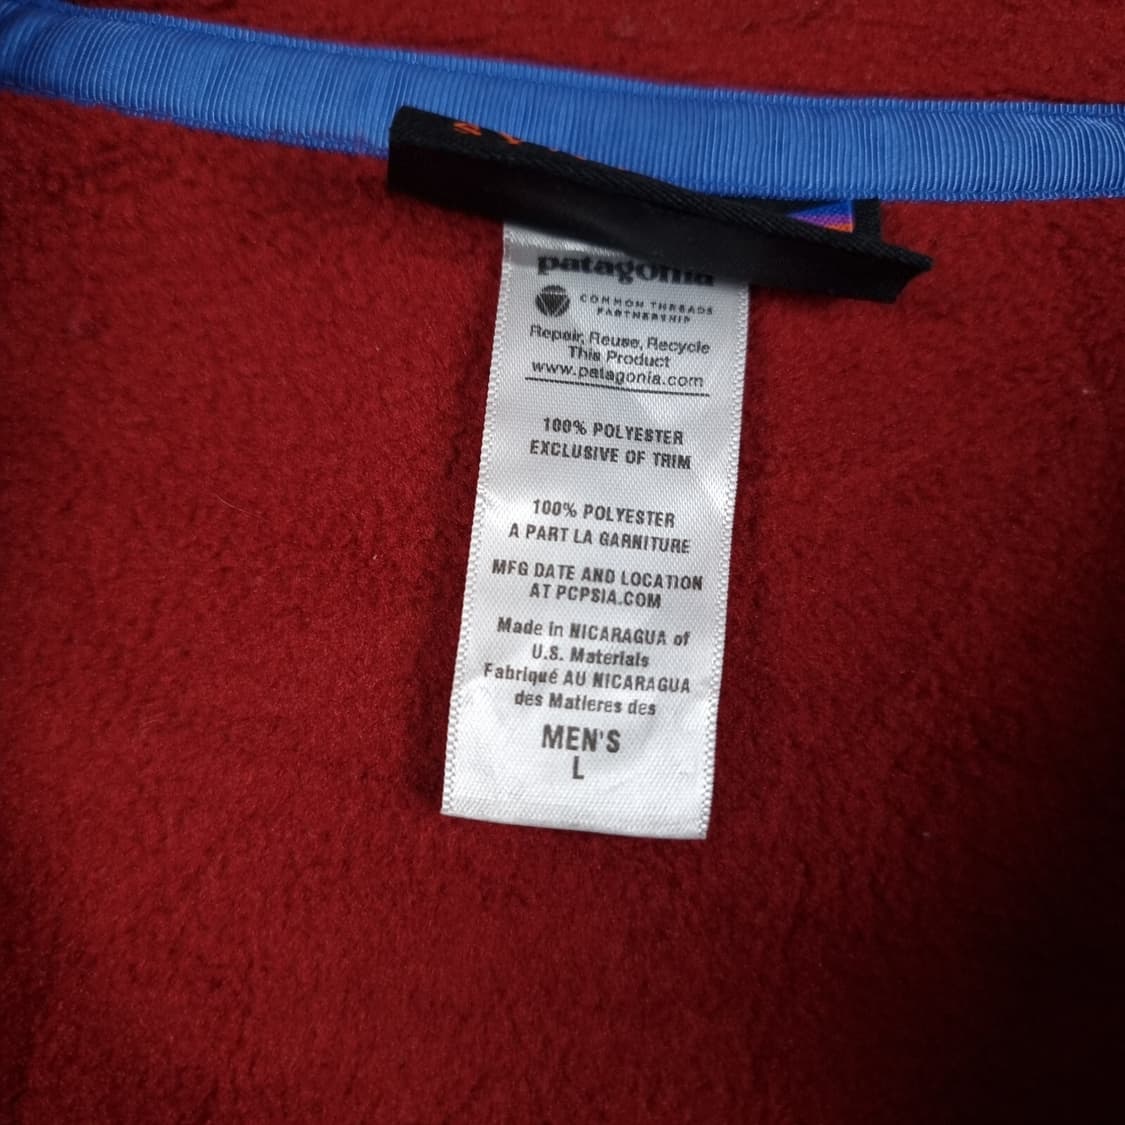 patagonia
COMMON THREADS
PARTNERSHIP
Repair, Reuse, Recycle
This Product
www.patagonia.com
100% POLYESTER
EXCLUSIVE OF TRIM
100% POLYESTER
A PART LA GARNITURE
MFG DATE AND LOCATION
AT PCPSIA.COM
Made in NICARAGUA of
U.S. Materials
Fabriqué AU NICARAGUA
des Matieres des
MEN'S
L